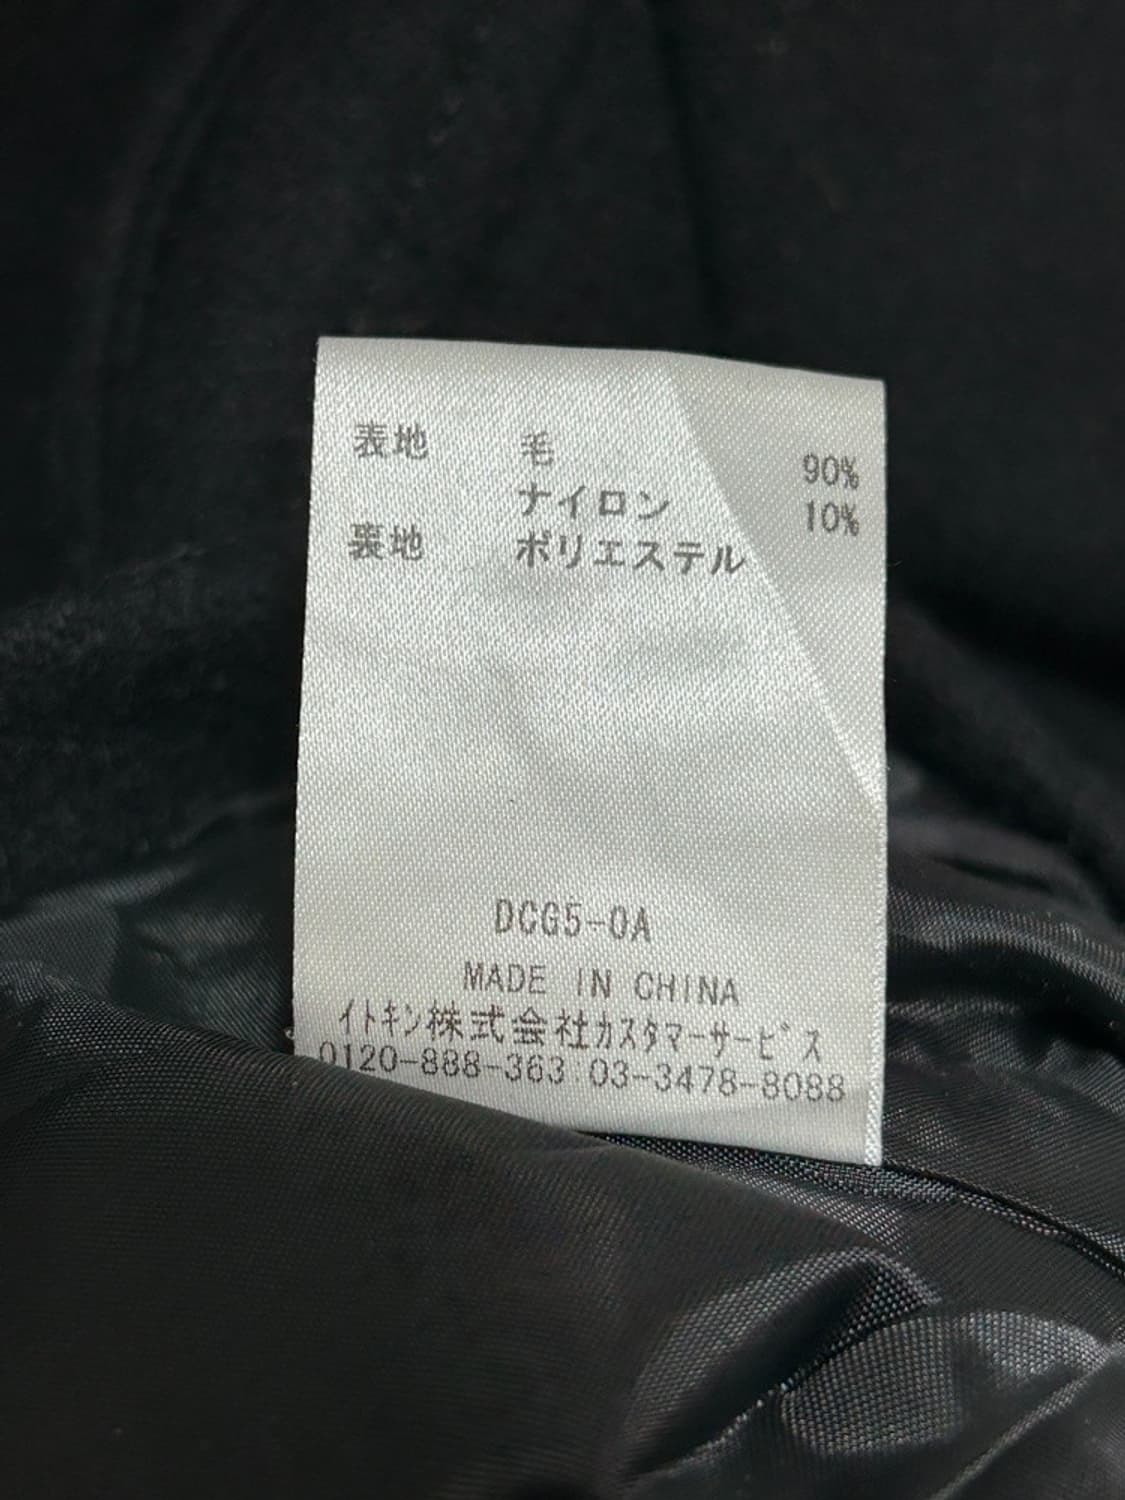 表地 毛 90%
ナイロン 10%
裏地 ポリエステル
DCG5-0A
MADE IN CHINA
イトキン株式会社カスタマーサービス
0120-888-363 03-3478-8088